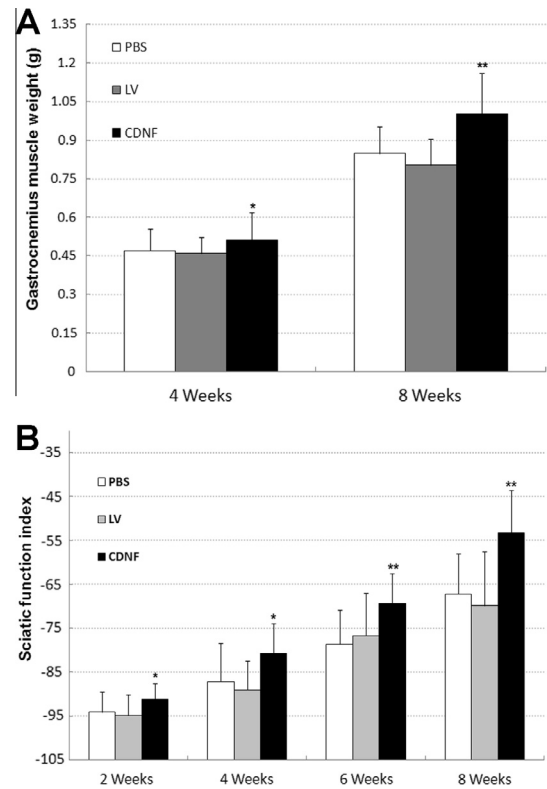 A
Gastrocnemius muscle weight (g)
1.35
1.2
1.05
0.9
0.75
0.6
0.45
0.3
0.15
0
PBS
LV
CDNF
*
**
4 Weeks
8 Weeks
B
Sciatic function index
-35
-45
-55
-65
-75
-85
-95
-105
PBS
LV
CDNF
*
*
**
**
2 Weeks
4 Weeks
6 Weeks
8 Weeks